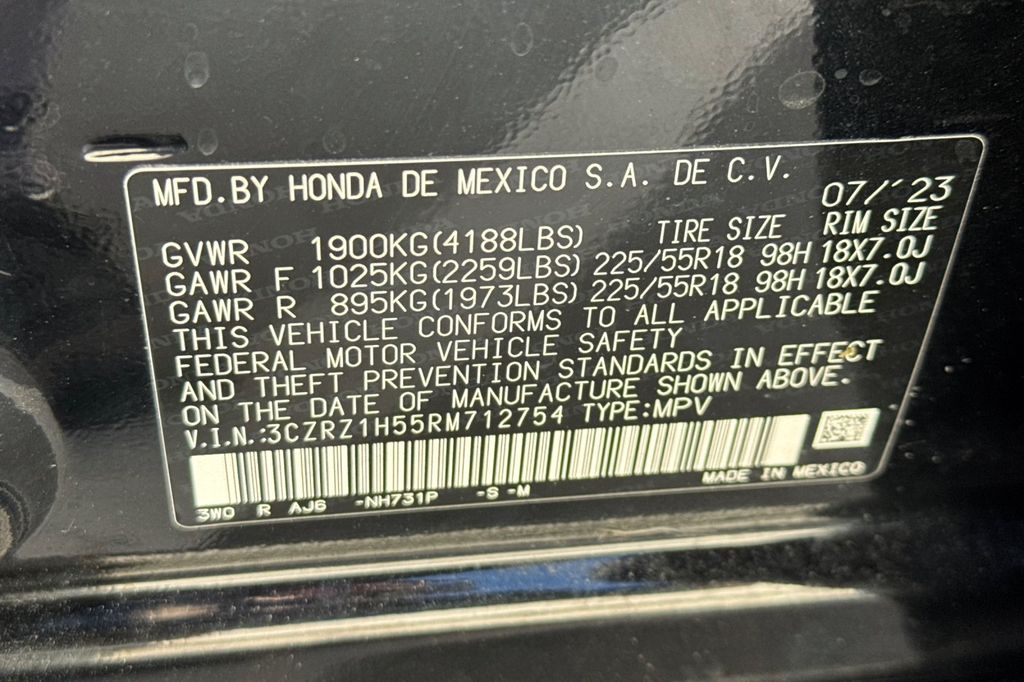 MFD.BY HONDA DE MEXICO S.A. DE C.V.
07/'23
TIRE SIZE RIM SIZE
GVWR 1900KG(4188LBS)
GAWR F 1025KG(2259LBS) 225/55R18 98H 18X7.0J
GAWR R 895KG(1973LBS) 225/55R18 98H 18X7.0J
THIS VEHICLE CONFORMS TO ALL APPLICABLE
FEDERAL MOTOR VEHICLE SAFETY
AND THEFT PREVENTION STANDARDS IN EFFECT
ON THE DATE OF MANUFACTURE SHOWN ABOVE.
V.I.N.:3CZRZ1H55RM712754 TYPE:MPV
MADE IN MEXICO
3W0 R AJ6 -NH731P -S -M